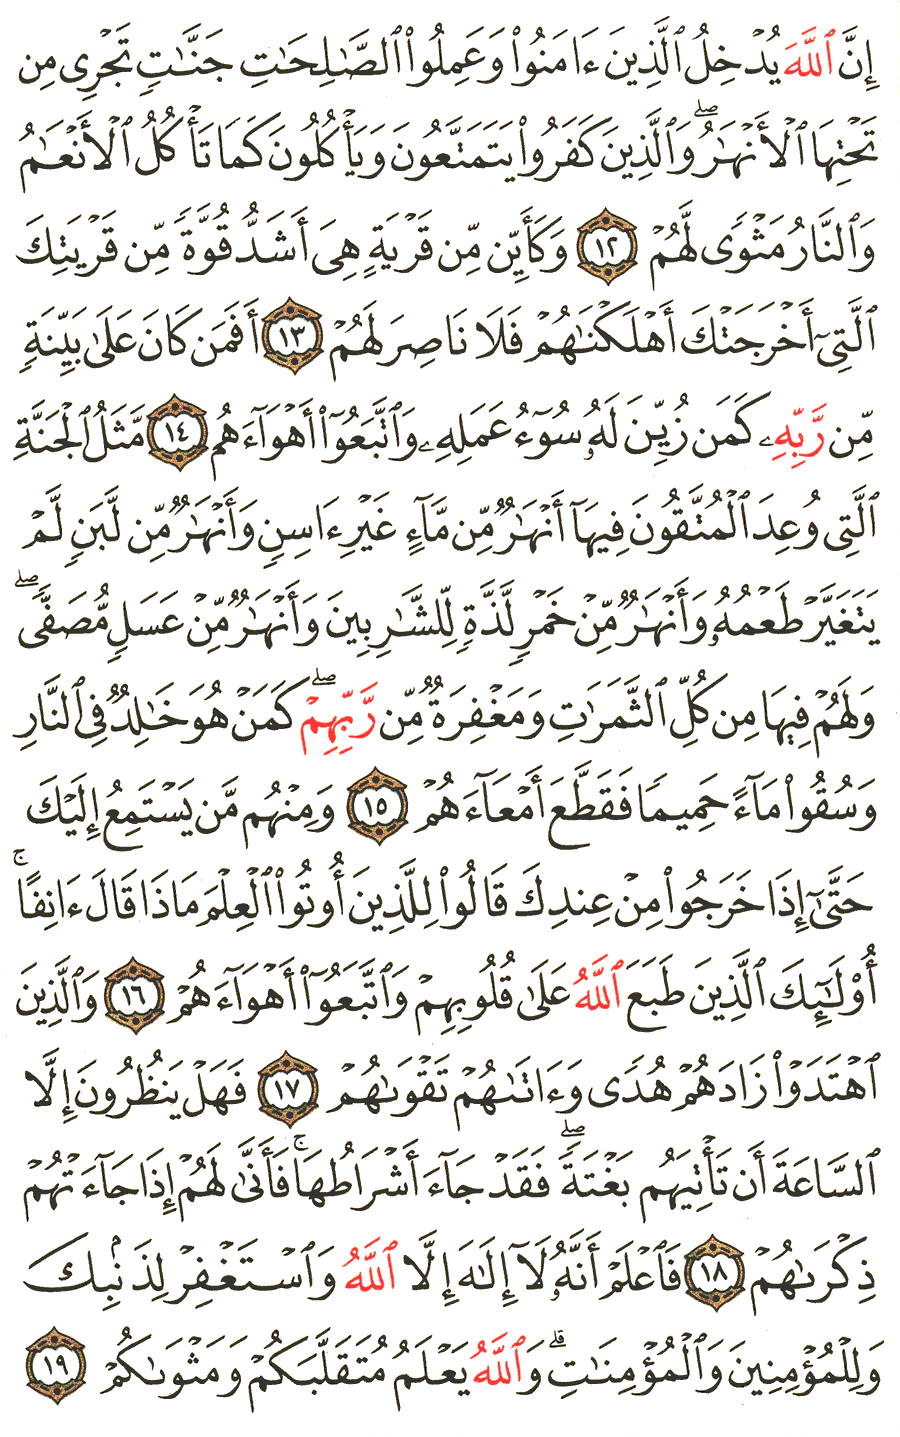 إِنَّ ٱللَّهَ يُدْخِلُ ٱلَّذِينَ ءَامَنُوا۟ وَعَمِلُوا۟ ٱلصَّٰلِحَٰتِ جَنَّٰتٍ تَجْرِى مِن
تَحْتِهَا ٱلْأَنْهَٰرُ ۖ وَٱلَّذِينَ كَفَرُوا۟ يَتَمَتَّعُونَ وَيَأْكُلُونَ كَمَا تَأْكُلُ ٱلْأَنْعَٰمُ
وَٱلنَّارُ مَثْوًى لَّهُمْ ١٢ وَكَأَيِّن مِّن قَرْيَةٍ هِىَ أَشَدُّ قُوَّةً مِّن قَرْيَتِكَ
ٱلَّتِىٓ أَخْرَجَتْكَ أَهْلَكْنَٰهُمْ فَلَا نَاصِرَ لَهُمْ ١٣ أَفَمَن كَانَ عَلَىٰ بَيِّنَةٍ
مِّن رَّبِّهِۦ كَمَن زُيِّنَ لَهُۥ سُوٓءُ عَمَلِهِۦ وَٱتَّبَعُوٓا۟ أَهْوَآءَهُم ١٤ مَّثَلُ ٱلْجَنَّةِ
ٱلَّتِى وُعِدَ ٱلْمُتَّقُونَ فِيهَآ أَنْهَٰرٌ مِّن مَّآءٍ غَيْرِ ءَاسِنٍ وَأَنْهَٰرٌ مِّن لَّبَنٍ لَّمْ
يَتَغَيَّرْ طَعْمُهُۥ وَأَنْهَٰرٌ مِّنْ خَمْرٍ لَّذَّةٍ لِّلشَّٰرِبِينَ وَأَنْهَٰرٌ مِّنْ عَسَلٍ مُّصَفًّى ۖ
وَلَهُمْ فِيهَا مِن كُلِّ ٱلثَّمَرَٰتِ وَمَغْفِرَةٌ مِّن رَّبِّهِمْ ۖ كَمَنْ هُوَ خَٰلِدٌ فِى ٱلنَّارِ
وَسُقُوا۟ مَآءً حَمِيمًا فَقَطَّعَ أَمْعَآءَهُمْ ١٥ وَمِنْهُم مَّن يَسْتَمِعُ إِلَيْكَ
حَتَّىٰٓ إِذَا خَرَجُوا۟ مِنْ عِندِكَ قَالُوا۟ لِلَّذِينَ أُوتُوا۟ ٱلْعِلْمَ مَاذَا قَالَ ءَانِفًا ۚ
أُو۟لَٰٓئِكَ ٱلَّذِينَ طَبَعَ ٱللَّهُ عَلَىٰ قُلُوبِهِمْ وَٱتَّبَعُوٓا۟ أَهْوَآءَهُمْ ١٦ وَٱلَّذِينَ
ٱهْتَدَوْا۟ زَادَهُمْ هُدًى وَءَاتَىٰهُمْ تَقْوَىٰهُمْ ١٧ فَهَلْ يَنظُرُونَ إِلَّا
ٱلسَّاعَةَ أَن تَأْتِيَهُم بَغْتَةً ۖ فَقَدْ جَآءَ أَشْرَاطُهَا ۚ فَأَنَّىٰ لَهُمْ إِذَا جَآءَتْهُمْ
ذِكْرَىٰهُمْ ١٨ فَٱعْلَمْ أَنَّهُۥ لَآ إِلَٰهَ إِلَّا ٱللَّهُ وَٱسْتَغْفِرْ لِذَنۢبِكَ
وَلِلْمُؤْمِنِينَ وَٱلْمُؤْمِنَٰتِ ۗ وَٱللَّهُ يَعْلَمُ مُتَقَلَّبَكُمْ وَمَثْوَىٰكُمْ ١٩